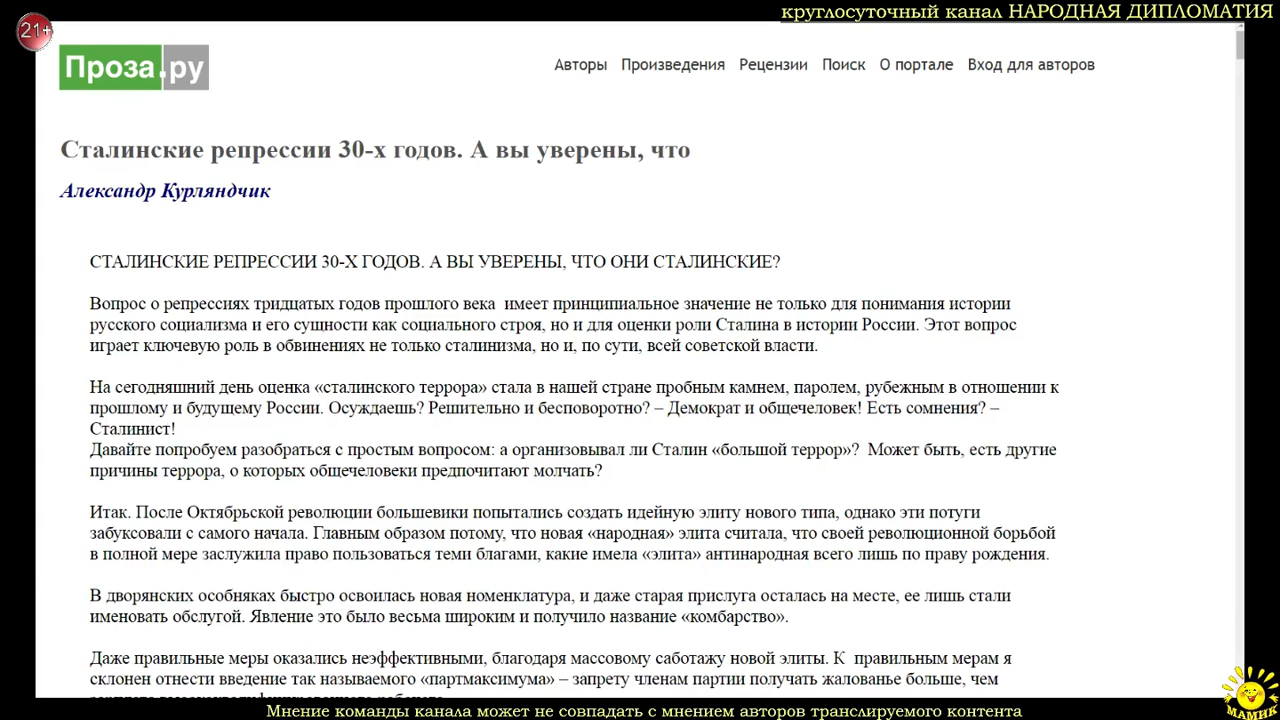 круглосуточный канал НАРОДНАЯ ДИПЛОМАТИЯ
21+
Проза.ру
Авторы Произведения Рецензии Поиск О портале Вход для авторов
Сталинские репрессии 30-х годов. А вы уверены, что
Александр Курляндчик
СТАЛИНСКИЕ РЕПРЕССИИ 30-Х ГОДОВ. А ВЫ УВЕРЕНЫ, ЧТО ОНИ СТАЛИНСКИЕ?
Вопрос о репрессиях тридцатых годов прошлого века имеет принципиальное значение не только для понимания истории
русского социализма и его сущности как социального строя, но и для оценки роли Сталина в истории России. Этот вопрос
играет ключевую роль в обвинениях не только сталинизма, но и, по сути, всей советской власти.
На сегодняшний день оценка «сталинского террора» стала в нашей стране пробным камнем, паролем, рубежным в отношении к
прошлому и будущему России. Осуждаешь? Решительно и бесповоротно? – Демократ и общечеловек! Есть сомнения? –
Сталинист!
Давайте попробуем разобраться с простым вопросом: а организовывал ли Сталин «большой террор»? Может быть, есть другие
причины террора, о которых общечеловеки предпочитают молчать?
Итак. После Октябрьской революции большевики попытались создать идейную элиту нового типа, однако эти потуги
забуксовали с самого начала. Главным образом потому, что новая «народная» элита считала, что своей революционной борьбой
в полной мере заслужила право пользоваться теми благами, какие имела «элита» антинародная всего лишь по праву рождения.
В дворянских особняках быстро освоилась новая номенклатура, и даже старая прислуга осталась на месте, ее лишь стали
именовать обслугой. Явление это было весьма широким и получило название «комбарство».
Даже правильные меры оказались неэффективными, благодаря массовому саботажу новой элиты. К правильным мерам я
склонен отнести введение так называемого «партмаксимума» – запрету членам партии получать жалованье больше, чем
МАМИК
Мнение команды канала может не совпадать с мнением авторов транслируемого контента